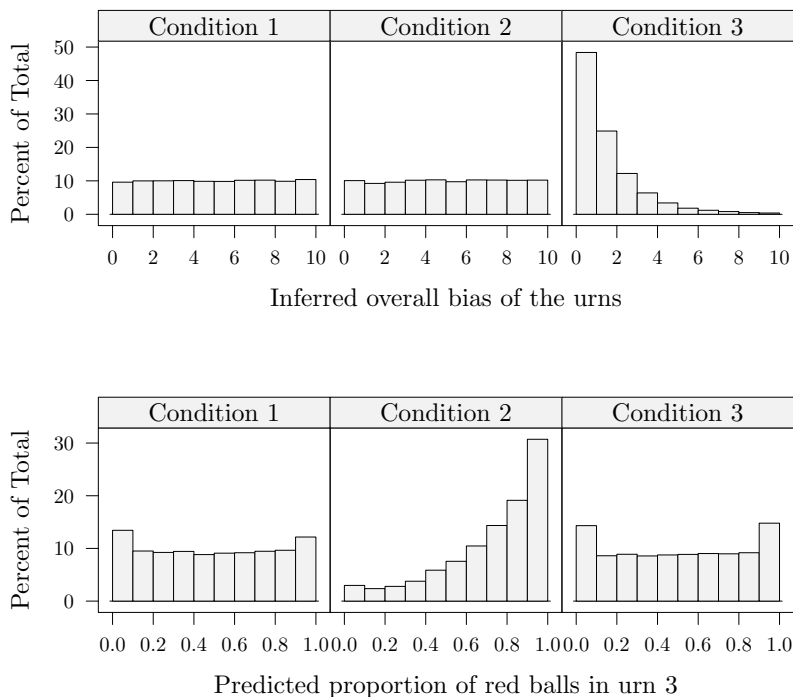 Condition 1 Condition 2 Condition 3
Percent of Total
50
40
30
20
10
0
0 2 4 6 8 10 0 2 4 6 8 10 0 2 4 6 8 10
Inferred overall bias of the urns
Condition 1 Condition 2 Condition 3
Percent of Total
30
20
10
0
0.0 0.2 0.4 0.6 0.8 1.0 0.0 0.2 0.4 0.6 0.8 1.0 0.0 0.2 0.4 0.6 0.8 1.0
Predicted proportion of red balls in urn 3